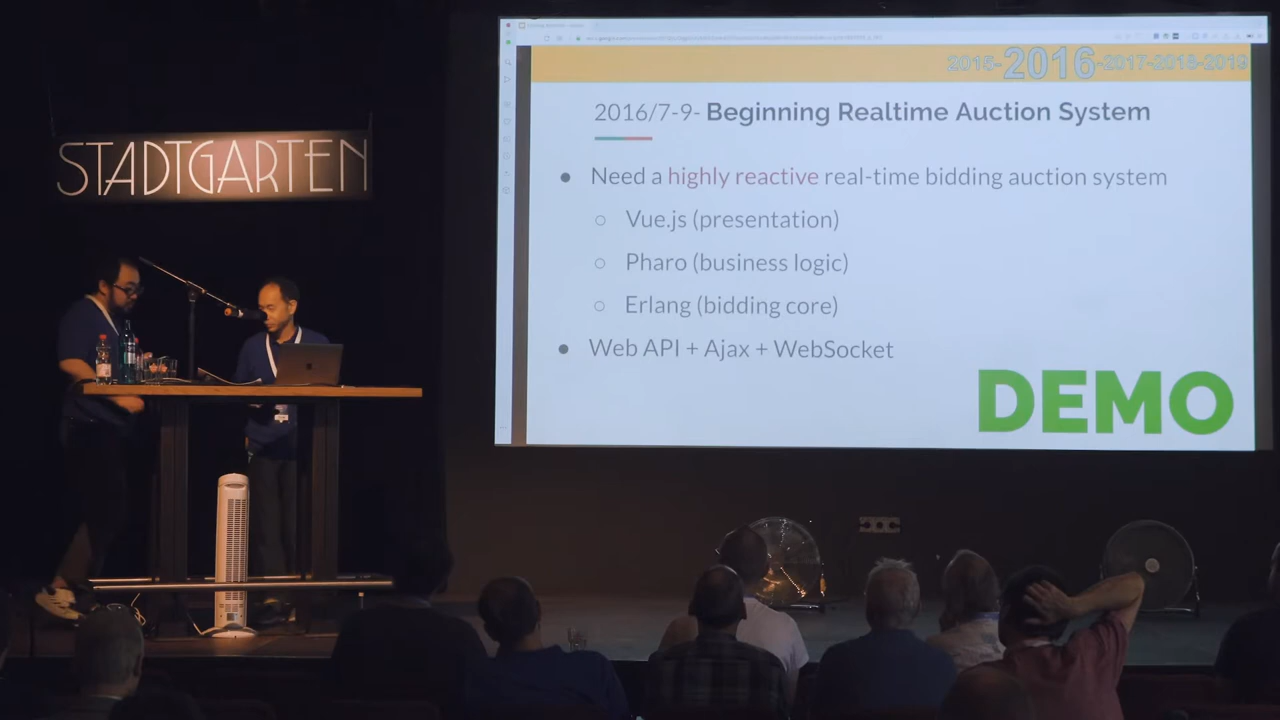 STADTGARTEN
2015-2016-2017-2018-2019
2016/7-9- Beginning Realtime Auction System
● Need a highly reactive real-time bidding auction system
○ Vue.js (presentation)
○ Pharo (business logic)
○ Erlang (bidding core)
● Web API + Ajax + WebSocket
DEMO